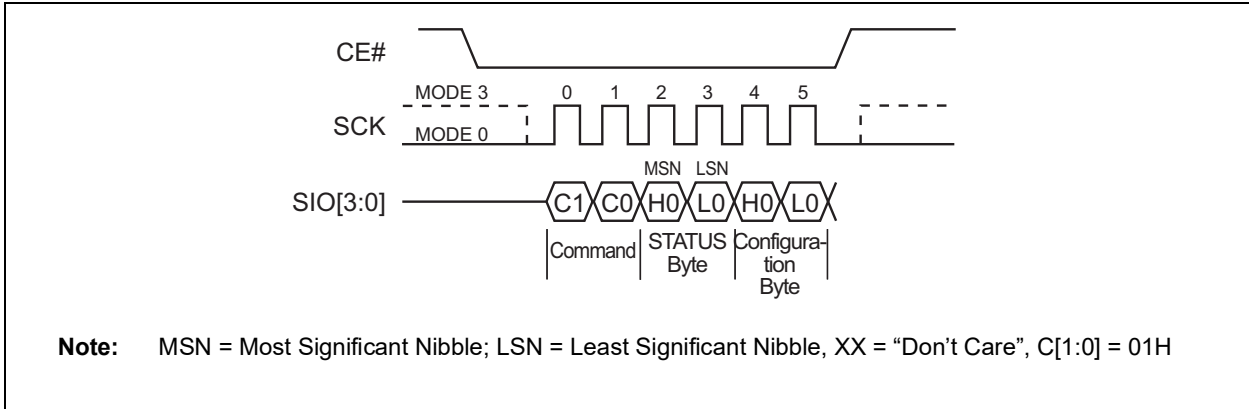 CE#
MODE 3 0 1 2 3 4 5
SCK
MODE 0
MSN LSN
SIO[3:0] C1 C0 H0 L0 H0 L0
Command STATUS Byte Configura-tion Byte
Note: MSN = Most Significant Nibble; LSN = Least Significant Nibble, XX = “Don’t Care”, C[1:0] = 01H